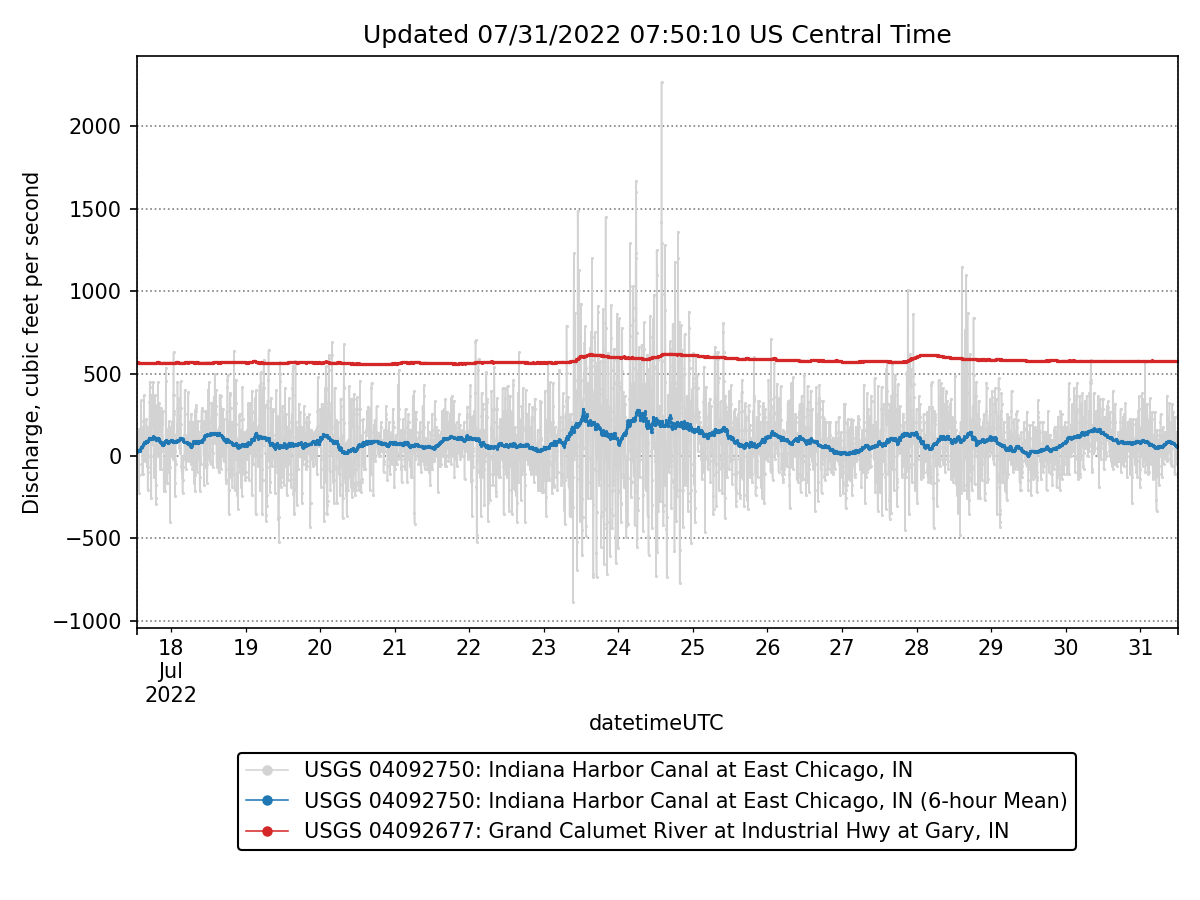 Updated 07/31/2022 07:50:10 US Central Time
Discharge, cubic feet per second
2000
1500
1000
500
0
−500
−1000
18 19 20 21 22 23 24 25 26 27 28 29 30 31
Jul
2022
datetimeUTC
USGS 04092750: Indiana Harbor Canal at East Chicago, IN
USGS 04092750: Indiana Harbor Canal at East Chicago, IN (6-hour Mean)
USGS 04092677: Grand Calumet River at Industrial Hwy at Gary, IN